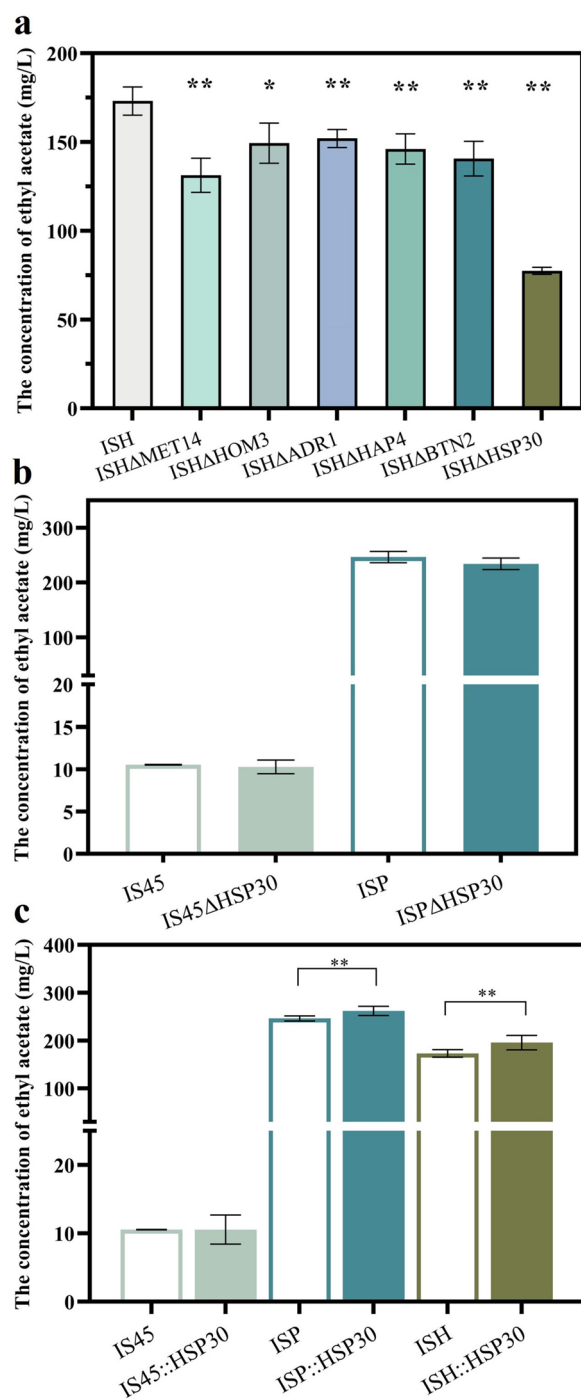 a
The concentration of ethyl acetate (mg/L)
200
150
100
50
0
** * ** ** ** **
ISH
ISHΔMET14
ISHΔHOM3
ISHΔADR1
ISHΔHAP4
ISHΔBTN2
ISHΔHSP30
b
The concentration of ethyl acetate (mg/L)
300
200
100
20
15
10
5
0
IS45
IS45ΔHSP30
ISP
ISPΔHSP30
c
The concentration of ethyl acetate (mg/L)
400
300
200
100
20
10
0
**
**
IS45
IS45::HSP30
ISP
ISP::HSP30
ISH
ISH::HSP30